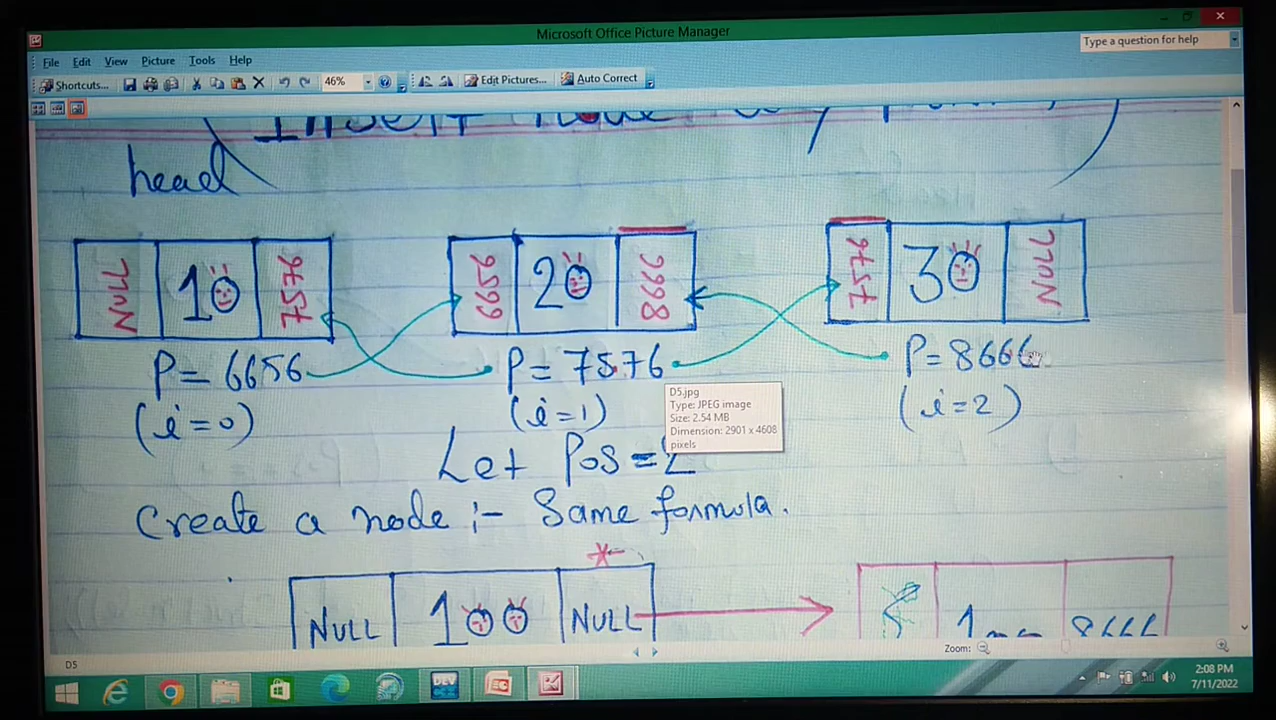 Microsoft Office Picture Manager
Type a question for help
File Edit View Picture Tools Help
Shortcuts... 46% Edit Pictures... Auto Correct
Insert node
head
NULL 10 7576
20 8666
7576 30 NULL
P= 6656 P= 7576 P=8666
(i=0) (i=1) (i=2)
D5.jpg
Type: JPEG image
Size: 2.54 MB
Dimension: 2901 x 4608
pixels
Let Pos=2
Create a node :- Same formula.
NULL 100 NULL
Zoom:
D5
DEV
2:08 PM
7/11/2022